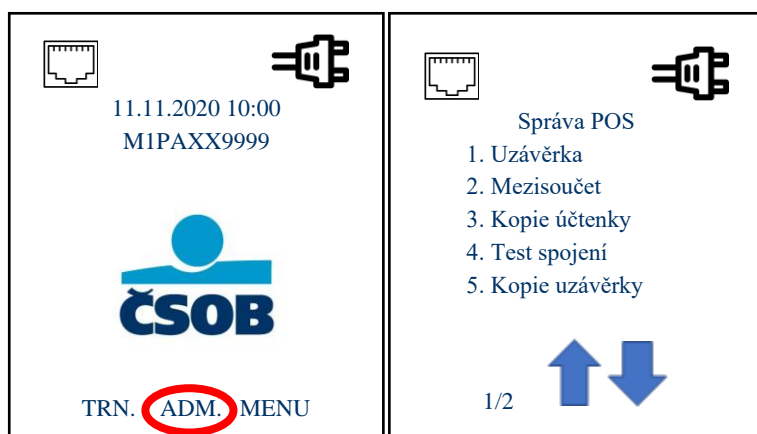 11.11.2020 10:00
M1PAXX9999
ČSOB
TRN. ADM. MENU
Správa POS
1. Uzávěrka
2. Mezisoučet
3. Kopie účtenky
4. Test spojení
5. Kopie uzávěrky
1/2